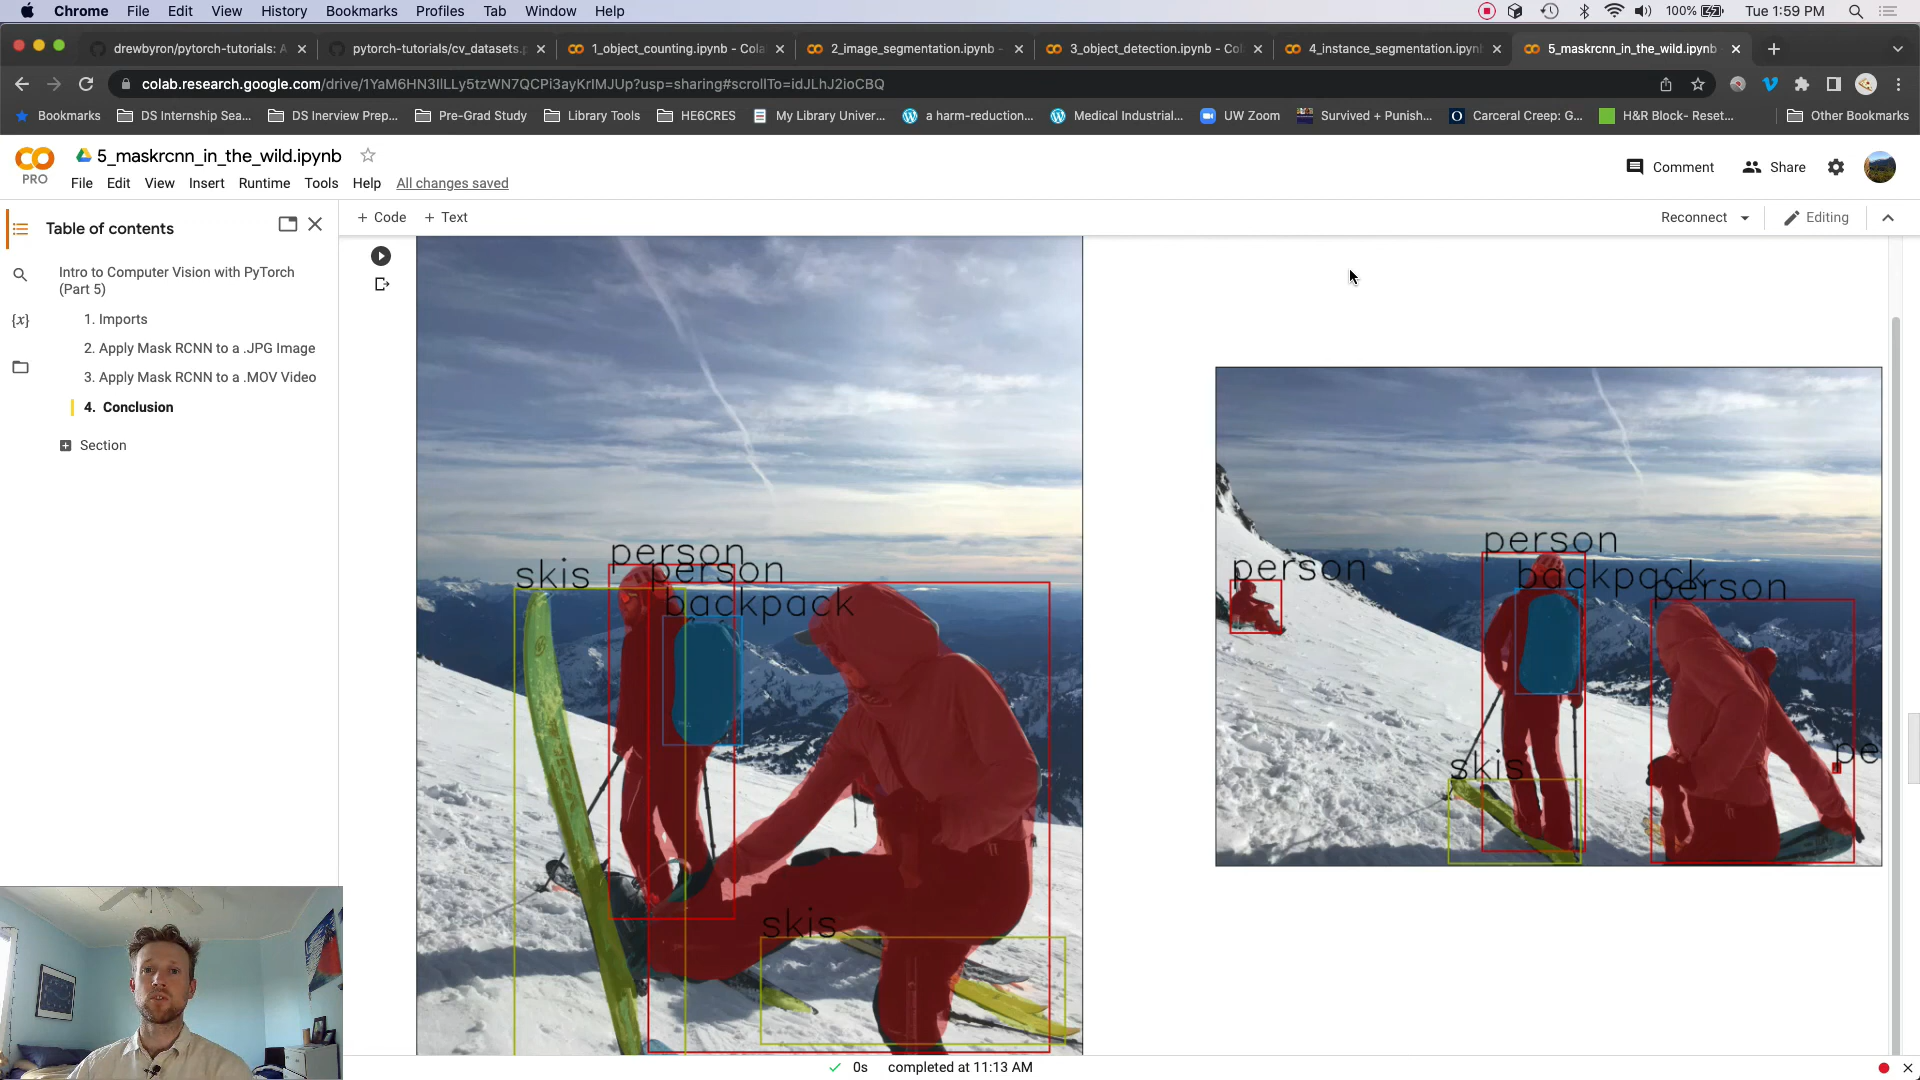 Chrome File Edit View History Bookmarks Profiles Tab Window Help 100% Tue 1:59 PM
drewbyron/pytorch-tutorials: A pytorch-tutorials/cv_datasets.p 1_object_counting.ipynb - Cola 2_image_segmentation.ipynb - 3_object_detection.ipynb - Col 4_instance_segmentation.ipynb 5_maskrcnn_in_the_wild.ipynb
colab.research.google.com/drive/1YaM6HN3IlLLy5tzWN7QCPi3ayKrIMJUp?usp=sharing#scrollTo=idJLhJ2ioCBQ
Bookmarks DS Internship Sea... DS Inerview Prep... Pre-Grad Study Library Tools HE6CRES My Library Univer... a harm-reduction... Medical Industrial... UW Zoom Survived + Punish... Carceral Creep: G... H&R Block- Reset... Other Bookmarks
5_maskrcnn_in_the_wild.ipynb
PRO File Edit View Insert Runtime Tools Help All changes saved
Comment Share
+ Code + Text Reconnect Editing
Table of contents
Intro to Computer Vision with PyTorch
(Part 5)
1. Imports
2. Apply Mask RCNN to a .JPG Image
3. Apply Mask RCNN to a .MOV Video
4. Conclusion
Section
{x}
skis
person
person
backpack
skis
person
person
backpack
person
skis
pe
0s completed at 11:13 AM